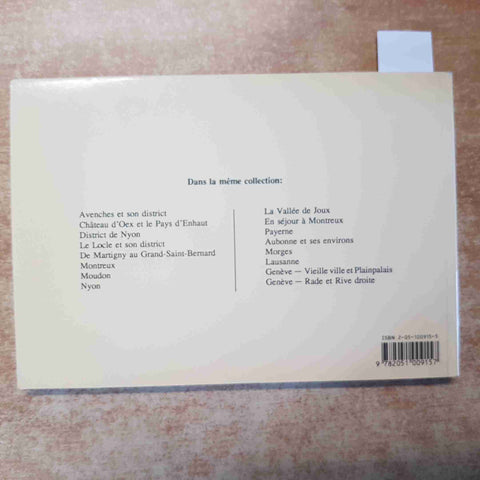 Dans la même collection:
Avenches et son district
Château d'Oex et le Pays d'Enhaut
District de Nyon
Le Locle et son district
De Martigny au Grand-Saint-Bernard
Montreux
Moudon
Nyon
La Vallée de Joux
En séjour à Montreux
Payerne
Aubonne et ses environs
Morges
Lausanne
Genève — Vieille ville et Plainpalais
Genève — Rade et Rive droite
ISBN 2-05-100915-5
9 782051 009157